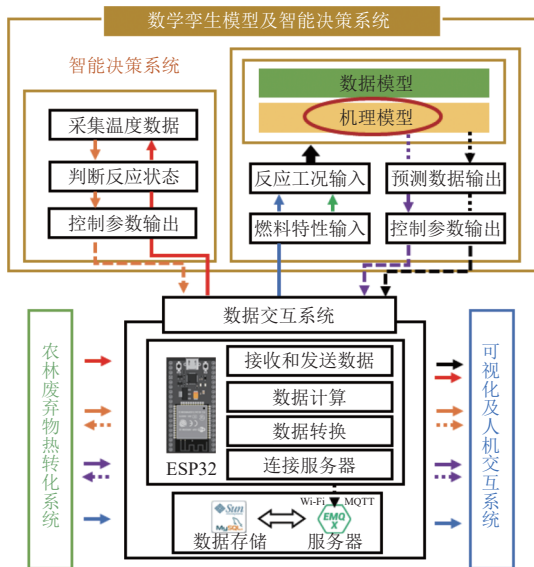 数学孪生模型及智能决策系统
智能决策系统
采集温度数据
判断反应状态
控制参数输出
数据模型
机理模型
反应工况输入
预测数据输出
燃料特性输入
控制参数输出
数据交互系统
农林废弃物热转化系统
ESP32
接收和发送数据
数据计算
数据转换
连接服务器
Wi-Fi
MQTT
Sun
MySQL
EMQ
X
数据存储
服务器
可视化及人机交互系统